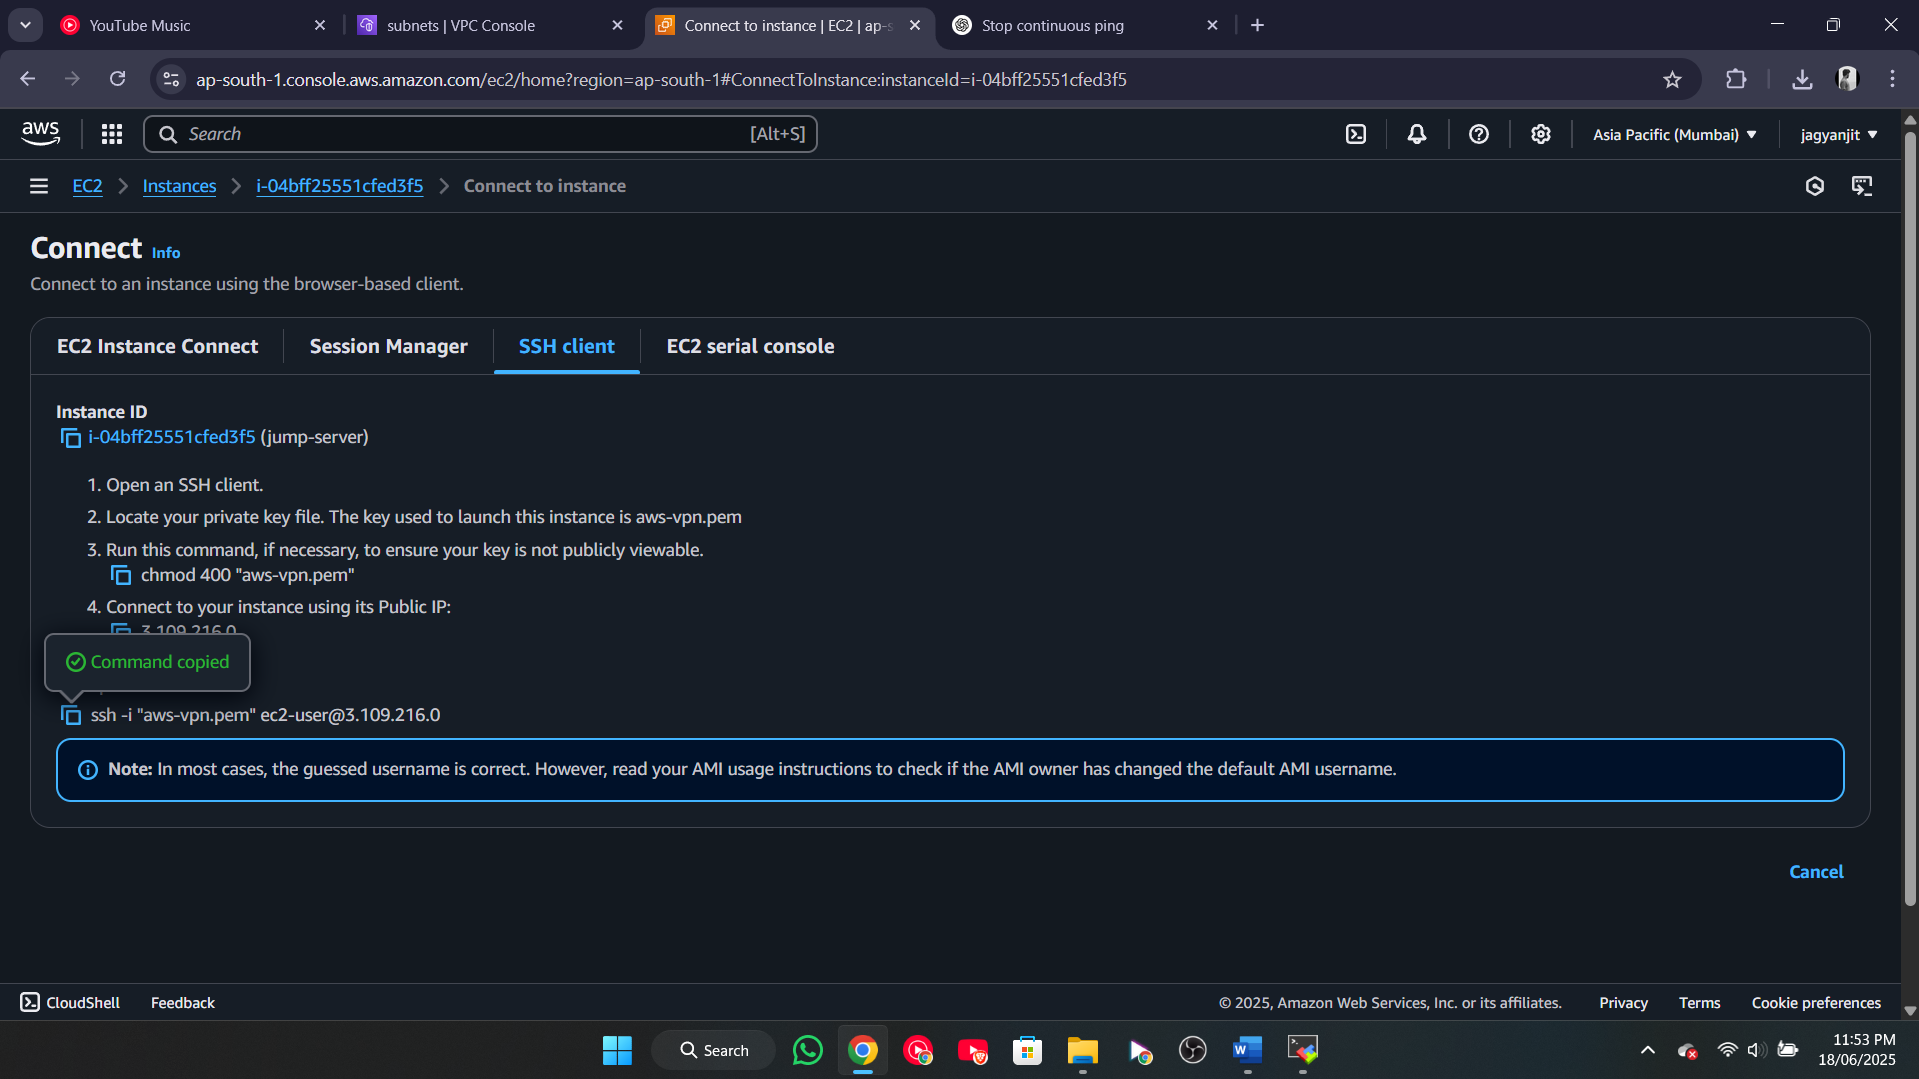 YouTube Music
subnets | VPC Console
Connect to instance | EC2 | ap-s
Stop continuous ping
ap-south-1.console.aws.amazon.com/ec2/home?region=ap-south-1#ConnectToInstance:instanceId=i-04bff25551cfed3f5
aws
Search
[Alt+S]
Asia Pacific (Mumbai)
jagyanjit
EC2
Instances
i-04bff25551cfed3f5
Connect to instance
Connect Info
Connect to an instance using the browser-based client.
EC2 Instance Connect
Session Manager
SSH client
EC2 serial console
Instance ID
i-04bff25551cfed3f5 (jump-server)
1. Open an SSH client.
2. Locate your private key file. The key used to launch this instance is aws-vpn.pem
3. Run this command, if necessary, to ensure your key is not publicly viewable.
chmod 400 "aws-vpn.pem"
4. Connect to your instance using its Public IP:
3.109.216.0
Command copied
ssh -i "aws-vpn.pem" ec2-user@3.109.216.0
Note: In most cases, the guessed username is correct. However, read your AMI usage instructions to check if the AMI owner has changed the default AMI username.
Cancel
CloudShell
Feedback
© 2025, Amazon Web Services, Inc. or its affiliates.
Privacy
Terms
Cookie preferences
Search
11:53 PM
18/06/2025